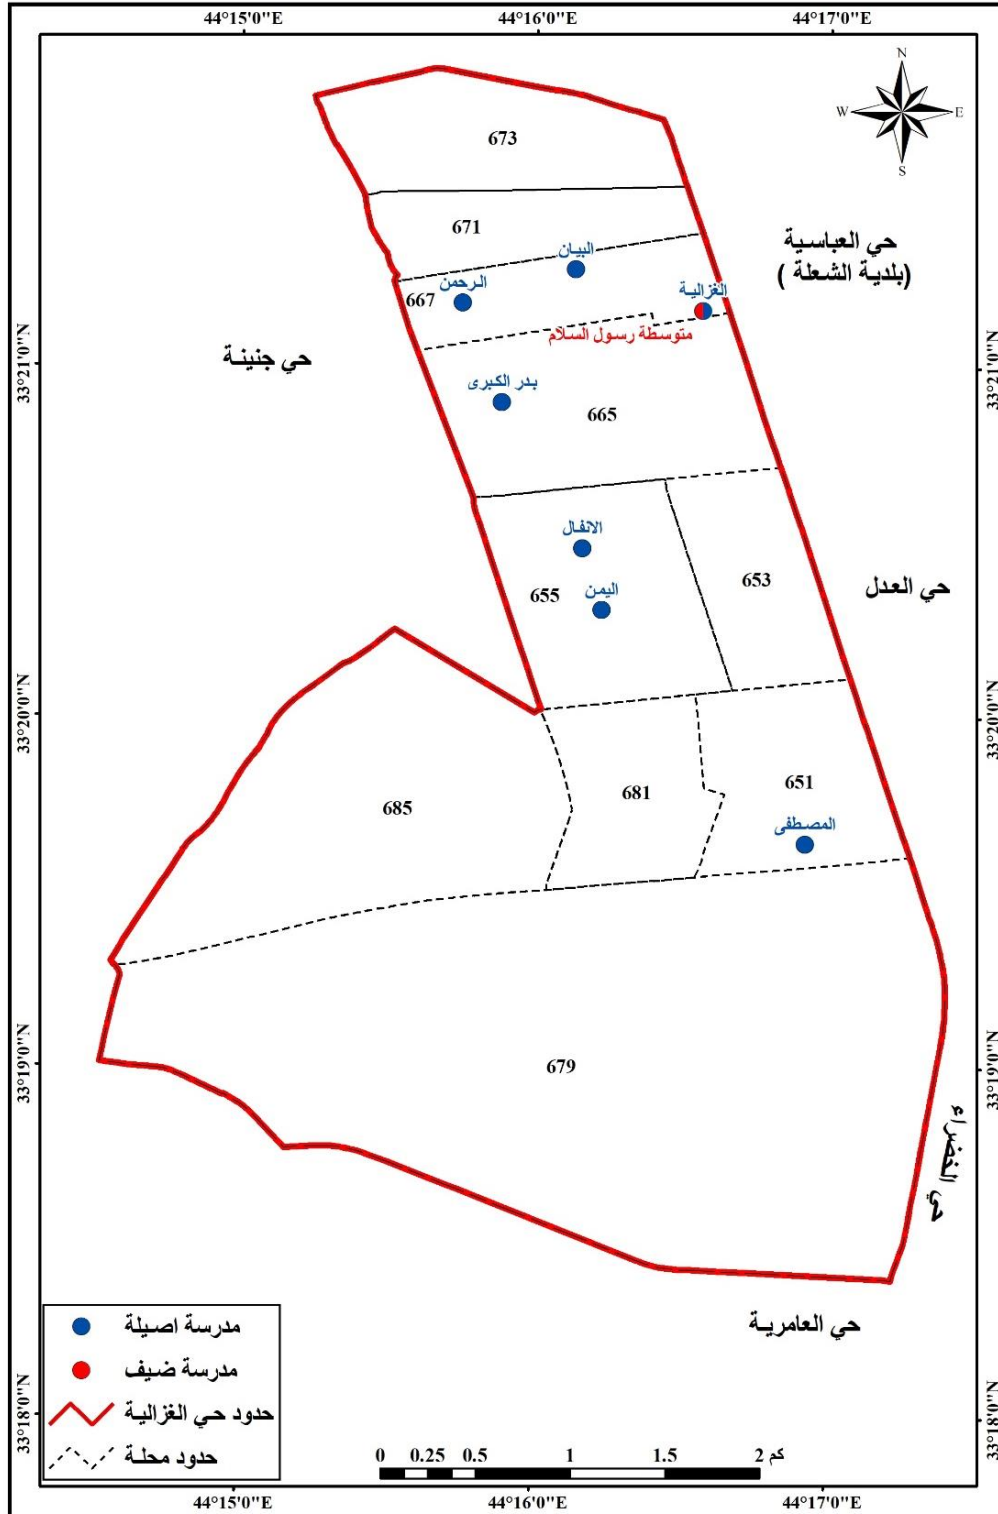 44°15'0"E
44°16'0"E
44°17'0"E
N
W
E
S
673
671
حي العباسية
(بلدية الشعلة )
البيان
الرحمن
667
الغزالية
متوسطة رسول السلام
33°21'0"N
33°21'0"N
حي جنينة
بدر الكبرى
665
الانفال
653
655
اليمن
حي العدل
33°20'0"N
33°20'0"N
685
681
651
المصطفى
33°19'0"N
33°19'0"N
679
حي الخضراء
حي العامرية
مدرسة اصيلة
مدرسة ضيف
حدود حي الغزالية
حدود محلة
33°18'0"N
33°18'0"N
0 0.25 0.5 1 1.5 2 كم
44°15'0"E
44°16'0"E
44°17'0"E